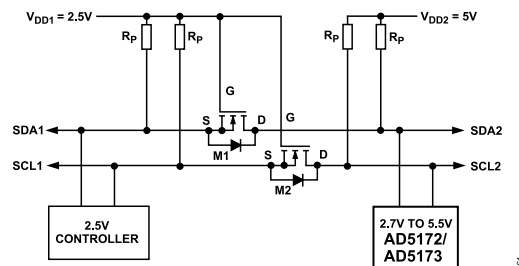 VDD1 = 2.5V
VDD2 = 5V
RP RP
RP RP
G
S D
G
SDA1
SDA2
M1
S D
SCL1
SCL2
M2
2.5V
CONTROLLER
2.7V TO 5.5V
AD5172/
AD5173